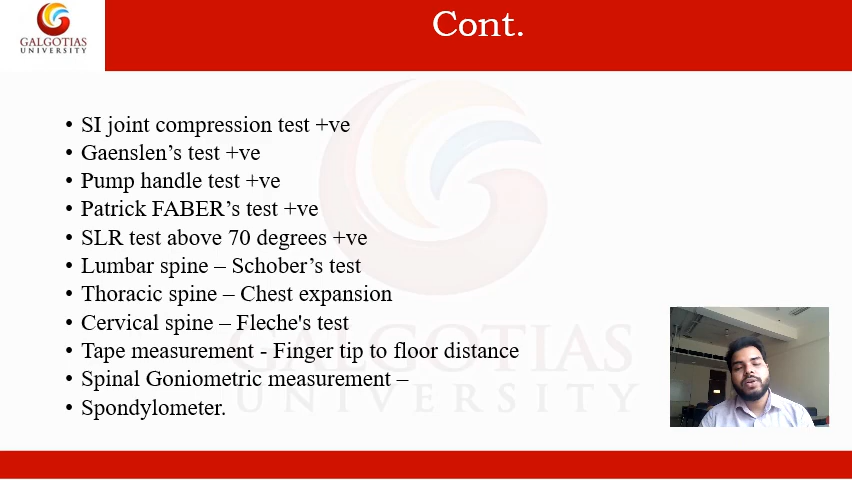 GALGOTIAS
UNIVERSITY
Cont.
• SI joint compression test +ve
• Gaenslen’s test +ve
• Pump handle test +ve
• Patrick FABER’s test +ve
• SLR test above 70 degrees +ve
• Lumbar spine – Schober’s test
• Thoracic spine – Chest expansion
• Cervical spine – Fleche's test
• Tape measurement - Finger tip to floor distance
• Spinal Goniometric measurement –
• Spondylometer.
GALGOTIAS
UNIVERSITY